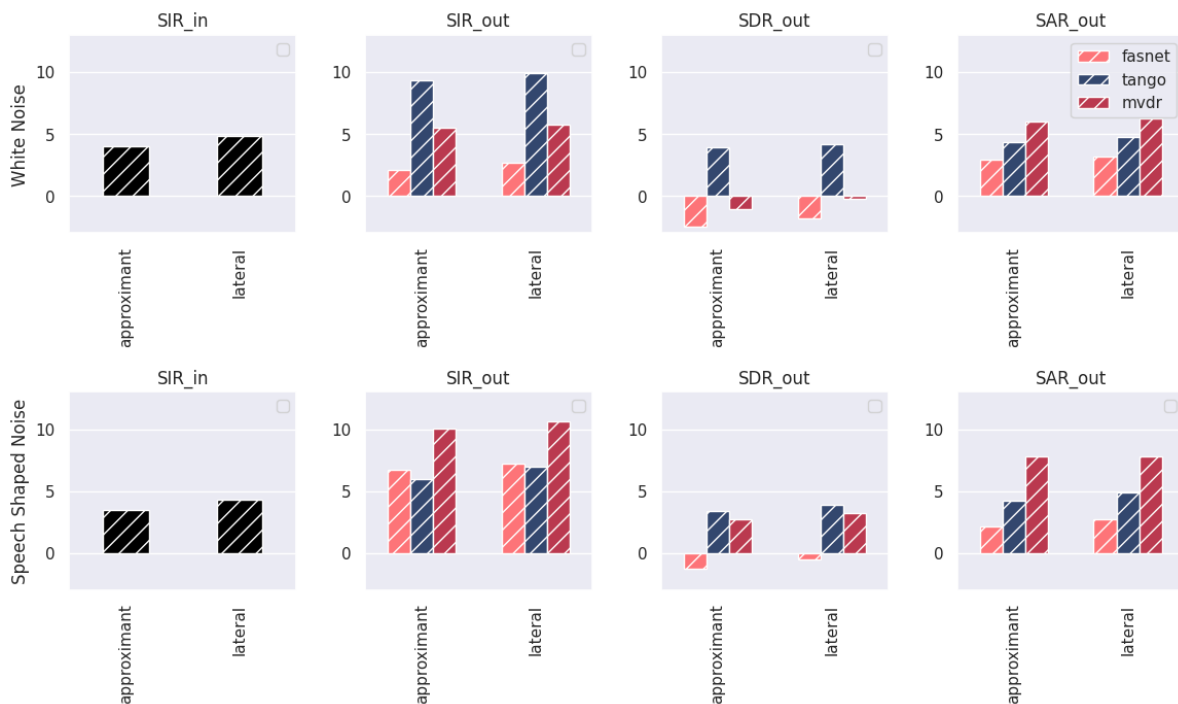 SIR_in
SIR_out
SDR_out
SAR_out
White Noise
10
5
0
10
5
0
10
5
0
10
5
0
fasnet
tango
mvdr
approximant
lateral
approximant
lateral
approximant
lateral
approximant
lateral
SIR_in
SIR_out
SDR_out
SAR_out
Speech Shaped Noise
10
5
0
10
5
0
10
5
0
10
5
0
approximant
lateral
approximant
lateral
approximant
lateral
approximant
lateral